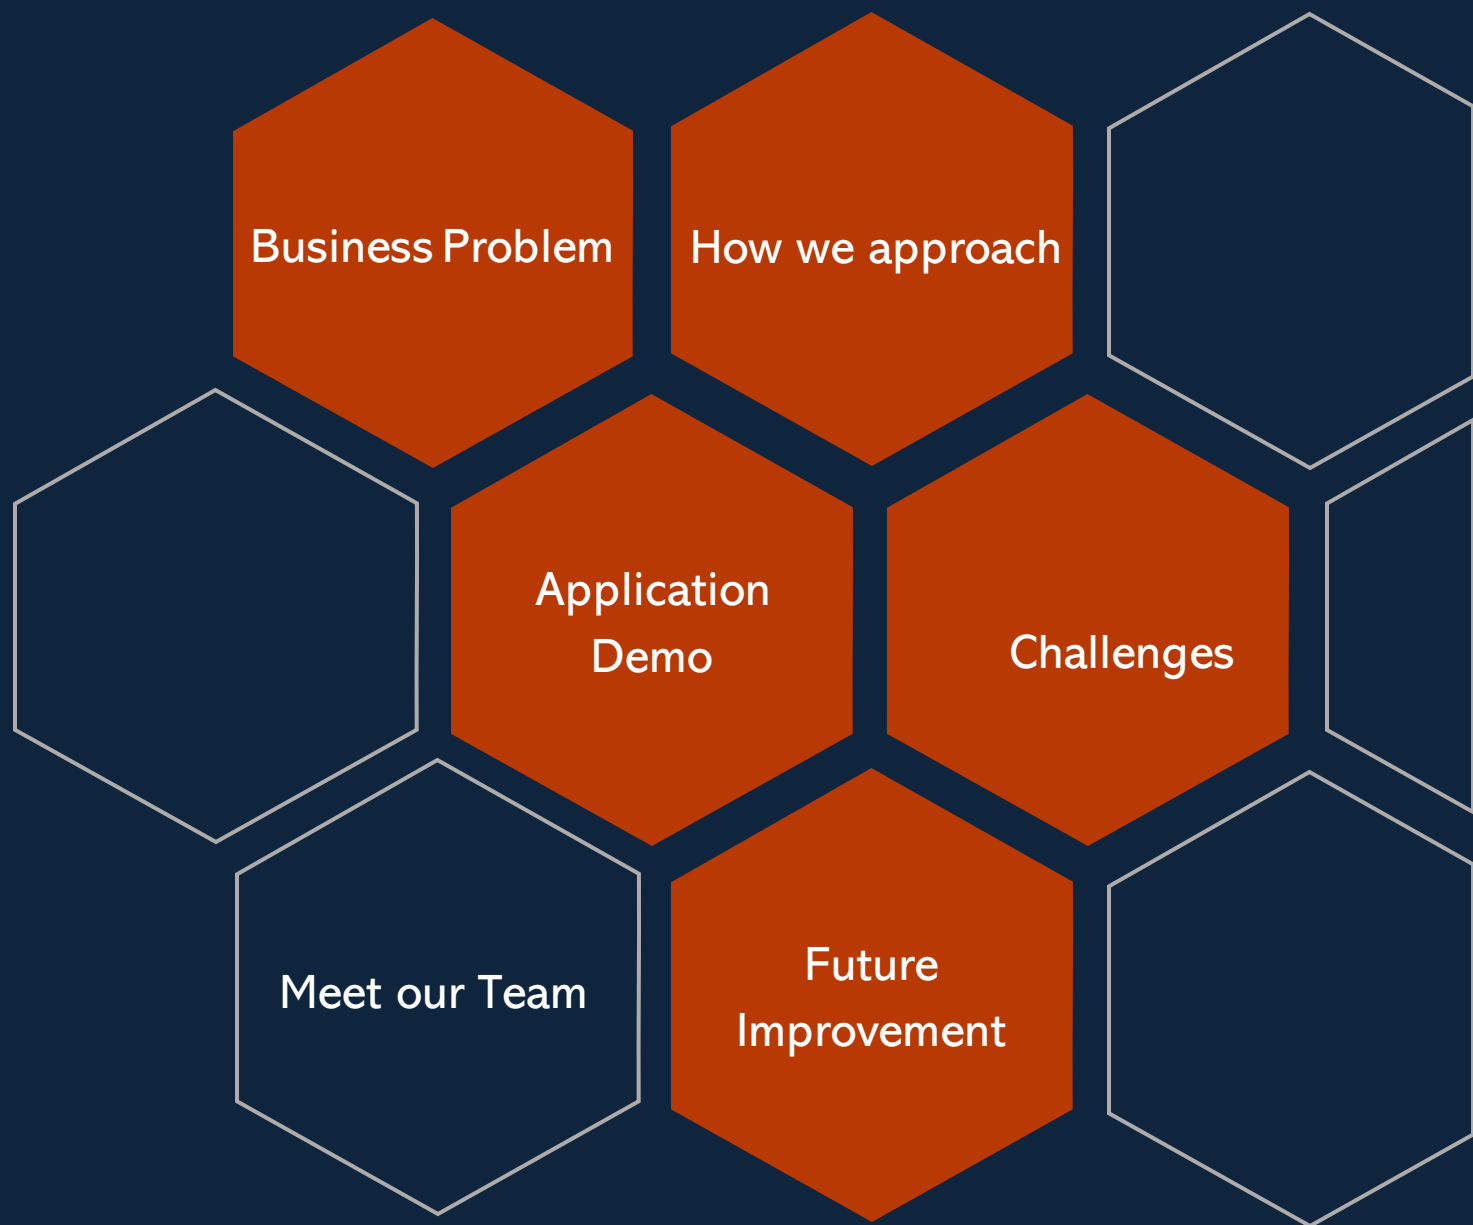 Business Problem
How we approach
Application
Demo
Challenges
Meet our Team
Future
Improvement